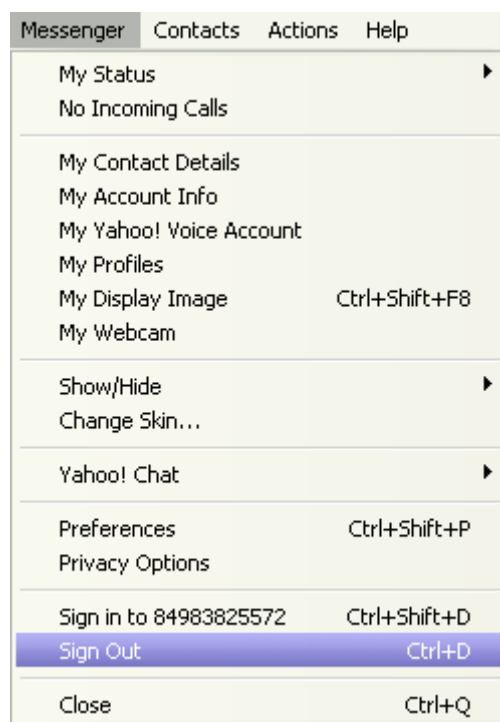 Messenger Contacts Actions Help
My Status
No Incoming Calls
My Contact Details
My Account Info
My Yahoo! Voice Account
My Profiles
My Display Image Ctrl+Shift+F8
My Webcam
Show/Hide
Change Skin...
Yahoo! Chat
Preferences Ctrl+Shift+P
Privacy Options
Sign in to 84983825572 Ctrl+Shift+D
Sign Out Ctrl+D
Close Ctrl+Q